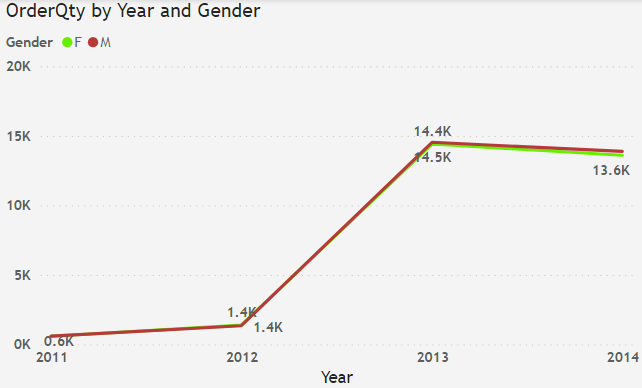 OrderQty by Year and Gender
Gender F M
20K
15K
10K
5K
0K
14.4K
14.5K
13.6K
1.4K
1.4K
0.6K
2011 2012 2013 2014
Year